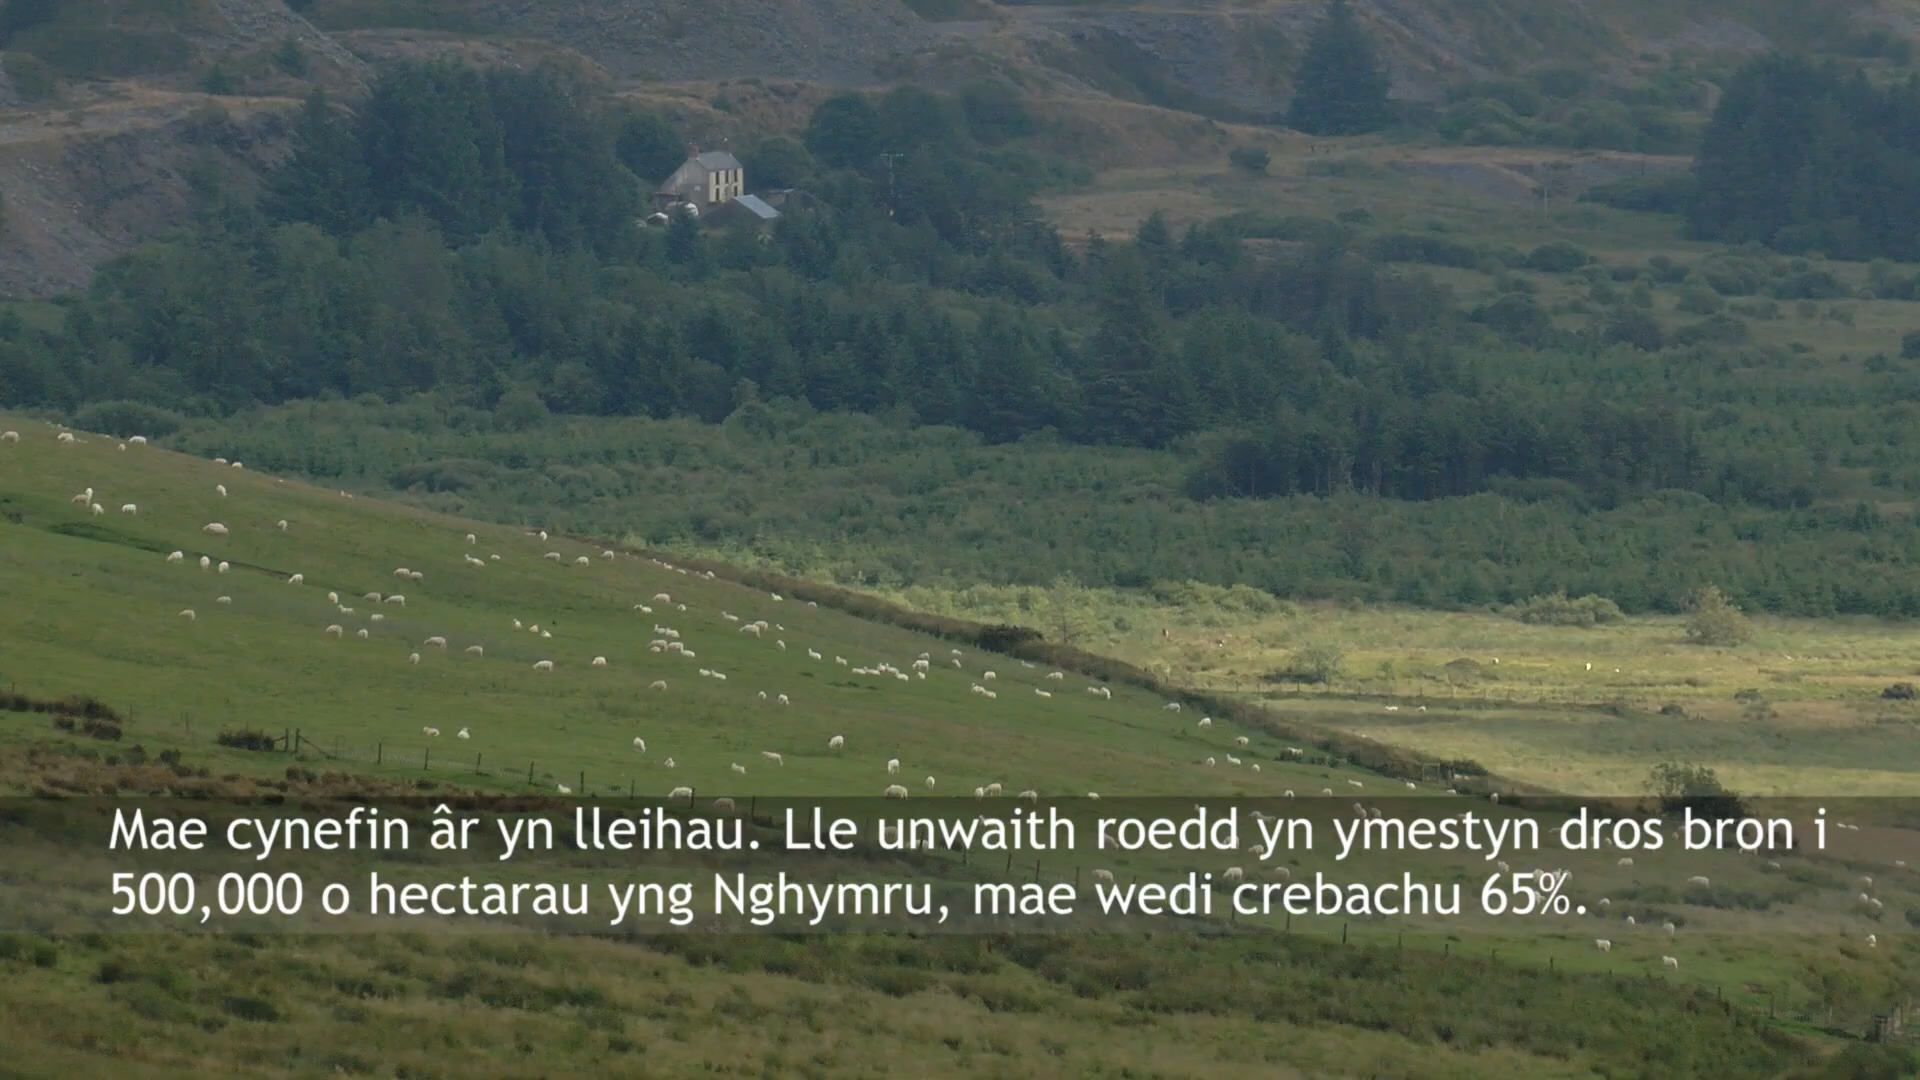 Mae cynefin âr yn lleihau. Lle unwaith roedd yn ymestyn dros bron i
500,000 o hectarau yng Nghymru, mae wedi crebachu 65%.